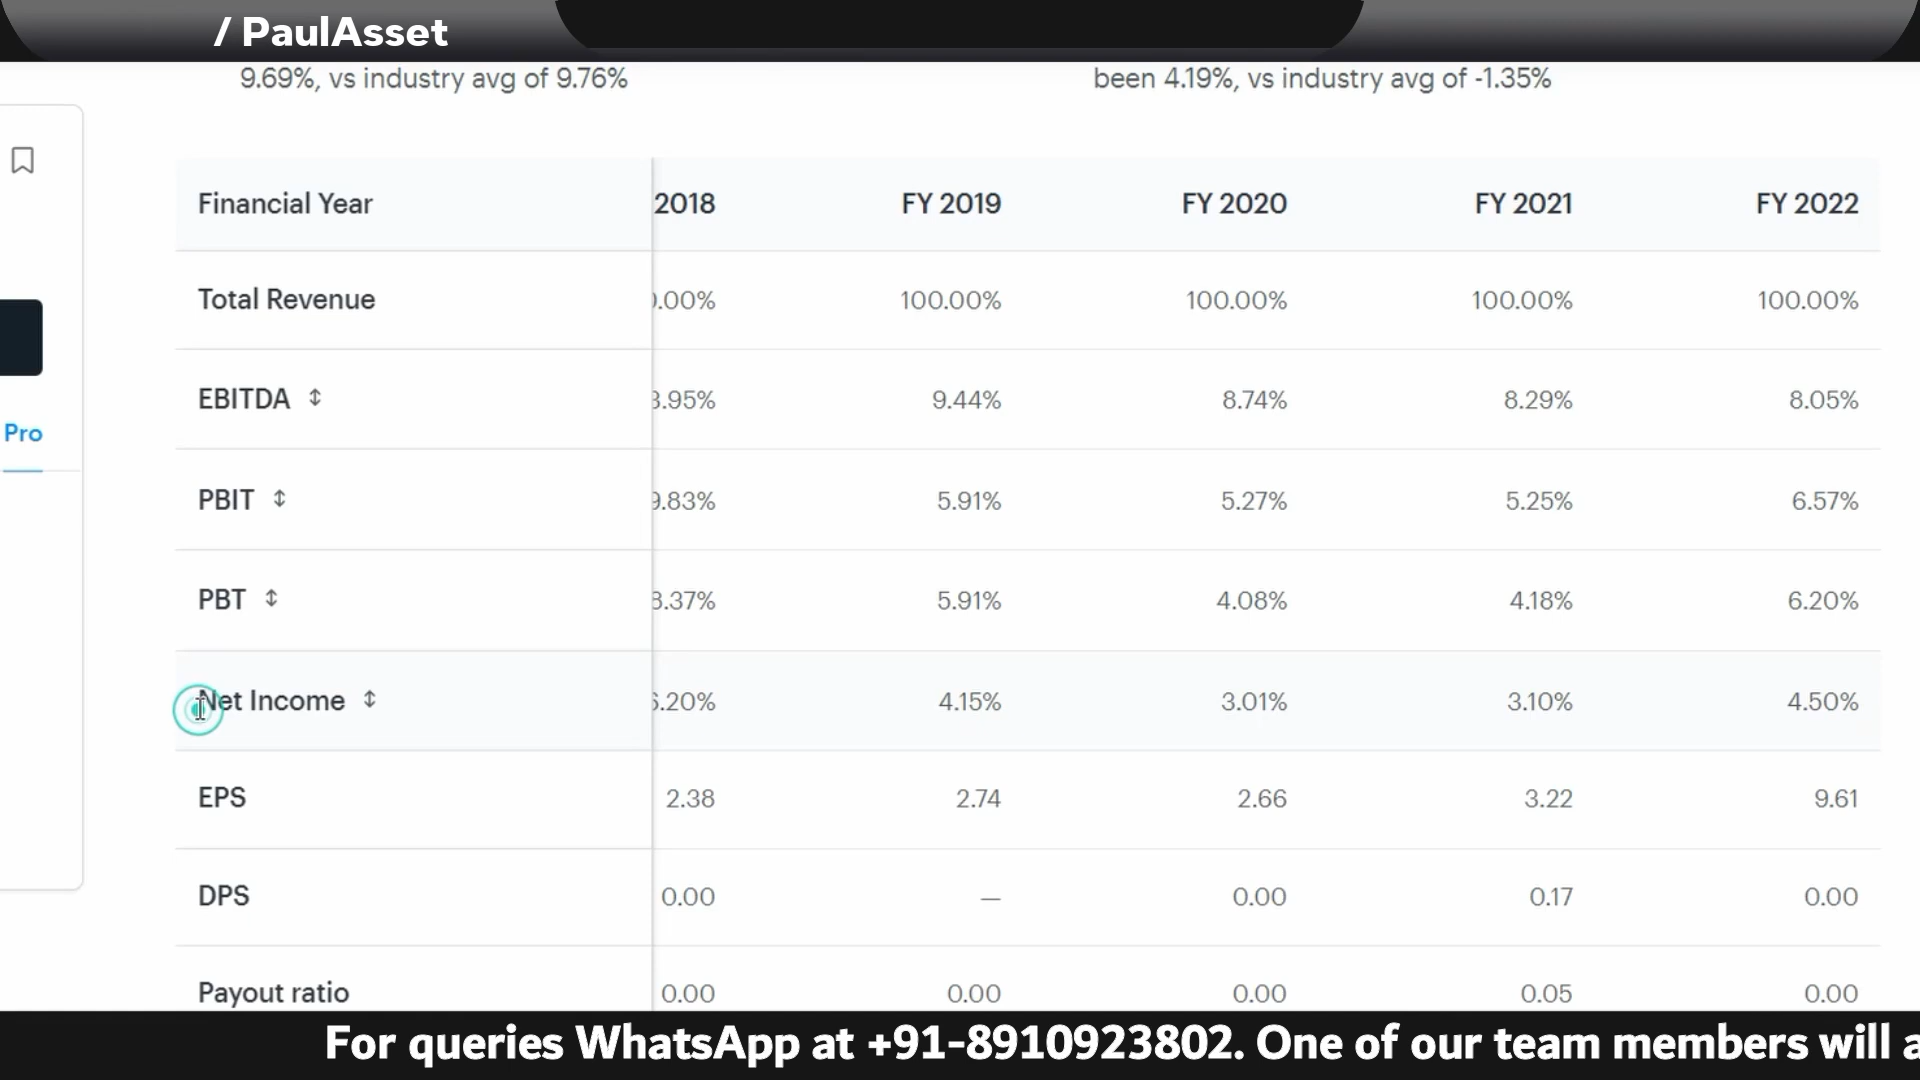 / PaulAsset
9.69%, vs industry avg of 9.76%
been 4.19%, vs industry avg of -1.35%
Financial Year 2018 FY 2019 FY 2020 FY 2021 FY 2022
Total Revenue .00% 100.00% 100.00% 100.00% 100.00%
EBITDA .95% 9.44% 8.74% 8.29% 8.05%
PBIT .83% 5.91% 5.27% 5.25% 6.57%
PBT .37% 5.91% 4.08% 4.18% 6.20%
Net Income .20% 4.15% 3.01% 3.10% 4.50%
EPS 2.38 2.74 2.66 3.22 9.61
DPS 0.00 — 0.00 0.17 0.00
Payout ratio 0.00 0.00 0.00 0.05 0.00
Pro
For queries WhatsApp at +91-8910923802. One of our team members will a